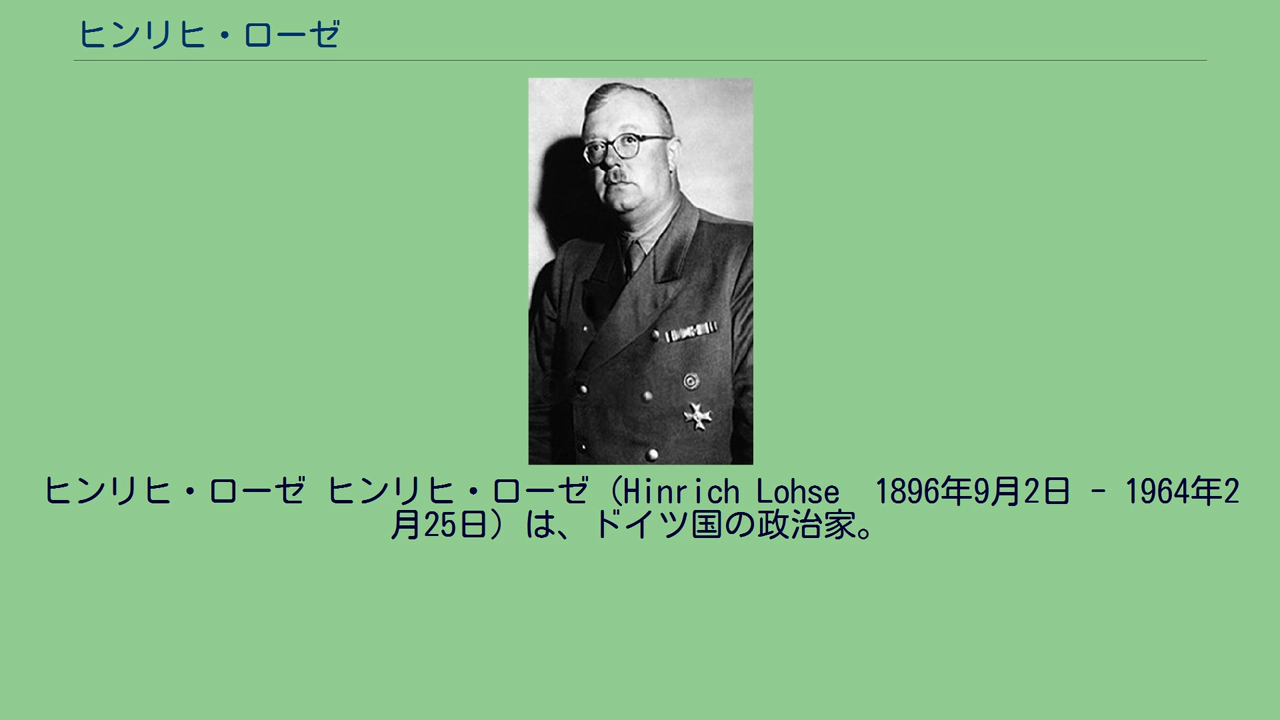 ヒンリヒ・ローゼ
ヒンリヒ・ローゼ ヒンリヒ・ローゼ（Hinrich Lohse　1896年9月2日 - 1964年2
月25日）は、ドイツ国の政治家。